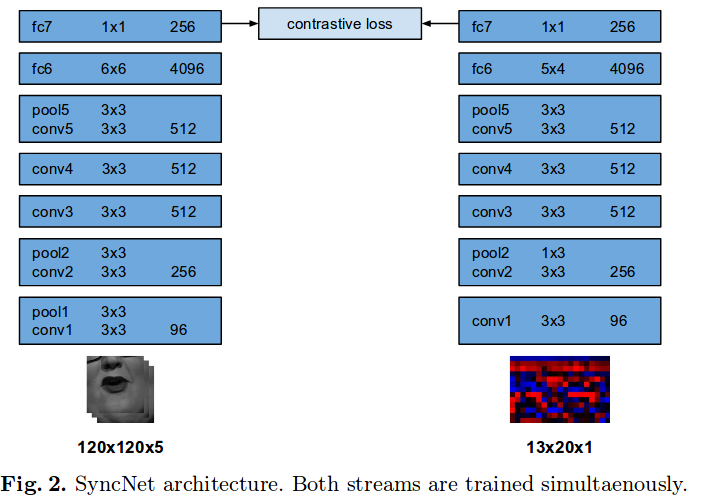 fc7 1x1 256
contrastive loss
fc7 1x1 256
fc6 6x6 4096
fc6 5x4 4096
pool5 3x3
conv5 3x3 512
pool5 3x3
conv5 3x3 512
conv4 3x3 512
conv4 3x3 512
conv3 3x3 512
conv3 3x3 512
pool2 3x3
conv2 3x3 256
pool2 1x3
conv2 3x3 256
pool1 3x3
conv1 3x3 96
conv1 3x3 96
120x120x5
13x20x1
Fig. 2. SyncNet architecture. Both streams are trained simultaenously.